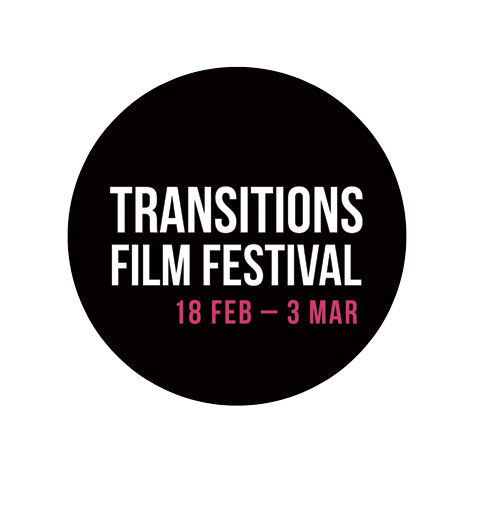 TRANSITIONS
FILM FESTIVAL
18 FEB – 3 MAR